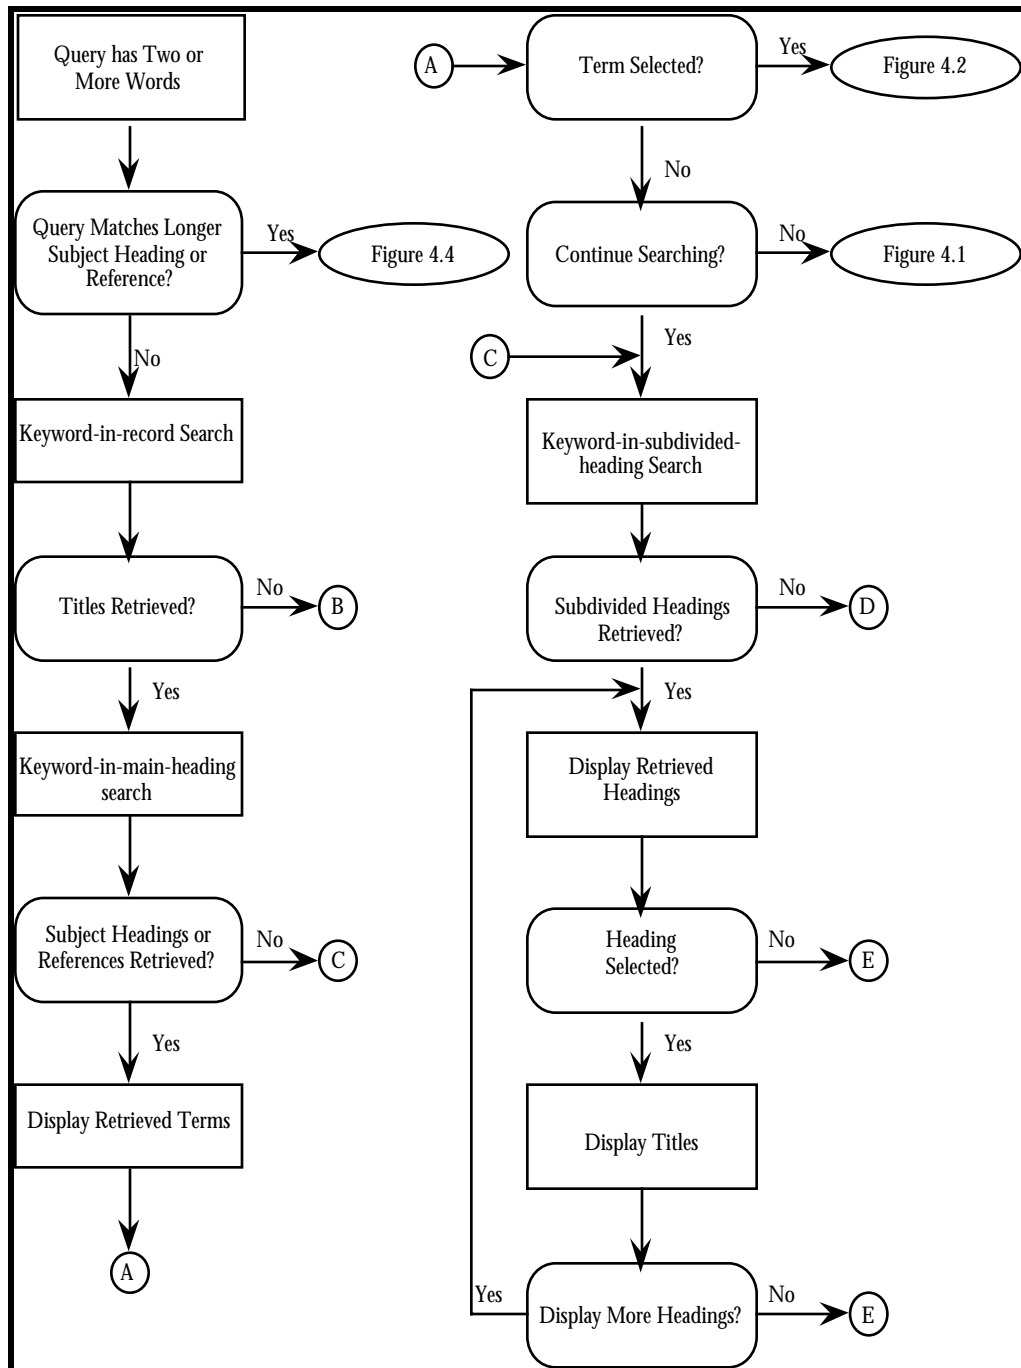 Query has Two or
More Words
Query Matches Longer
Subject Heading or
Reference?
Yes
Figure 4.4
No
Keyword-in-record Search
Titles Retrieved?
No
B
Yes
Keyword-in-main-heading
search
Subject Headings or
References Retrieved?
No
C
Yes
Display Retrieved Terms
A
A
Term Selected?
Yes
Figure 4.2
No
Continue Searching?
No
Figure 4.1
Yes
C
Keyword-in-subdivided-
heading Search
Subdivided Headings
Retrieved?
No
D
Yes
Display Retrieved
Headings
Heading
Selected?
No
E
Yes
Display Titles
Display More Headings?
Yes
No
E